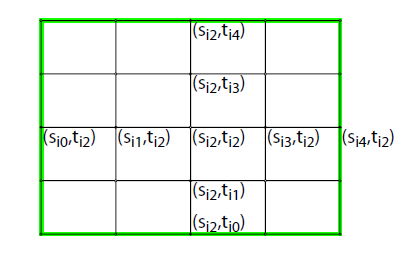 (si2,ti4)
(si2,ti3)
(si0,ti2) (si1,ti2) (si2,ti2) (si3,ti2) (si4,ti2)
(si2,ti1)
(si2,ti0)